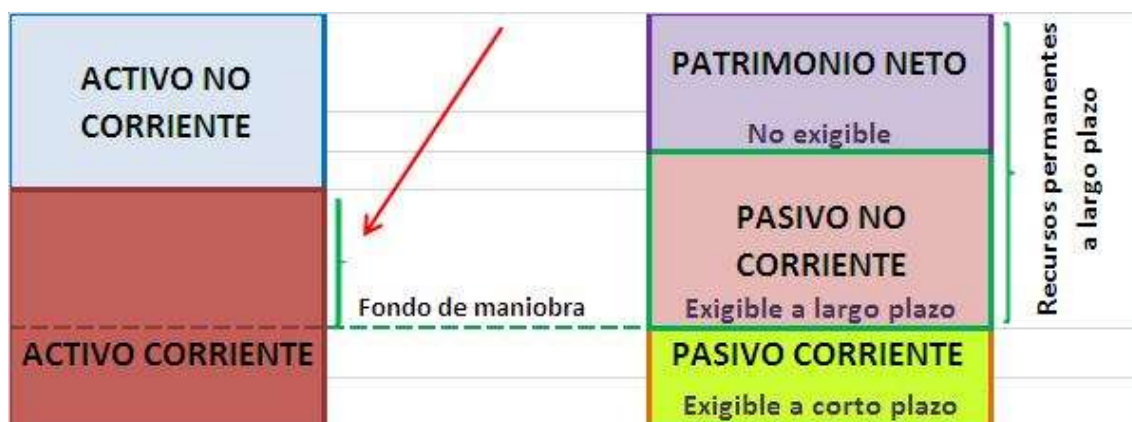 ACTIVO NO
CORRIENTE
ACTIVO CORRIENTE
Fondo de maniobra
PATRIMONIO NETO
No exigible
PASIVO NO
CORRIENTE
Exigible a largo plazo
PASIVO CORRIENTE
Exigible a corto plazo
Recursos permanentes
a largo plazo